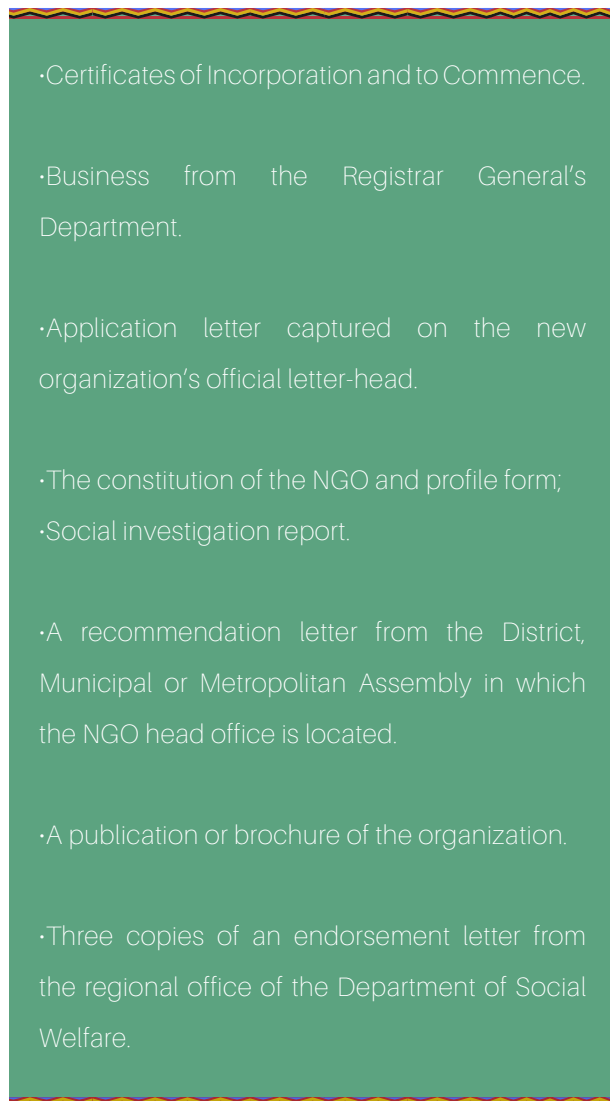 ·Certificates of Incorporation and to Commence.
·Business from the Registrar General’s
Department.
·Application letter captured on the new
organization’s official letter-head.
·The constitution of the NGO and profile form;
·Social investigation report.
·A recommendation letter from the District,
Municipal or Metropolitan Assembly in which
the NGO head office is located.
·A publication or brochure of the organization.
·Three copies of an endorsement letter from
the regional office of the Department of Social
Welfare.